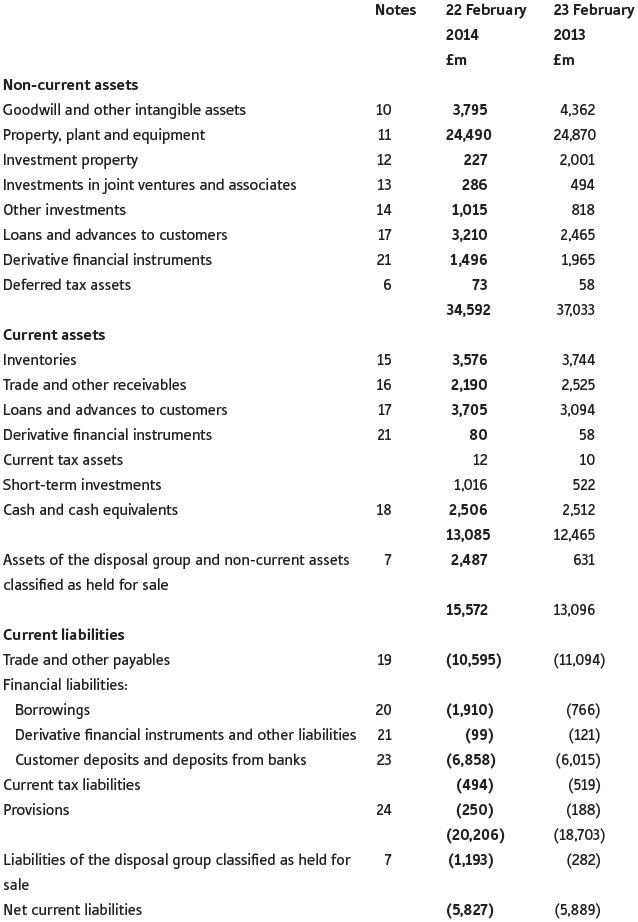 Notes 22 February 23 February
2014 2013
£m £m
Non-current assets
Goodwill and other intangible assets 10 3,795 4,362
Property, plant and equipment 11 24,490 24,870
Investment property 12 227 2,001
Investments in joint ventures and associates 13 286 494
Other investments 14 1,015 818
Loans and advances to customers 17 3,210 2,465
Derivative financial instruments 21 1,496 1,965
Deferred tax assets 6 73 58
34,592 37,033
Current assets
Inventories 15 3,576 3,744
Trade and other receivables 16 2,190 2,525
Loans and advances to customers 17 3,705 3,094
Derivative financial instruments 21 80 58
Current tax assets 12 10
Short-term investments 1,016 522
Cash and cash equivalents 18 2,506 2,512
13,085 12,465
Assets of the disposal group and non-current assets 7 2,487 631
classified as held for sale
15,572 13,096
Current liabilities
Trade and other payables 19 (10,595) (11,094)
Financial liabilities:
Borrowings 20 (1,910) (766)
Derivative financial instruments and other liabilities 21 (99) (121)
Customer deposits and deposits from banks 23 (6,858) (6,015)
Current tax liabilities (494) (519)
Provisions 24 (250) (188)
(20,206) (18,703)
Liabilities of the disposal group classified as held for 7 (1,193) (282)
sale
Net current liabilities (5,827) (5,889)